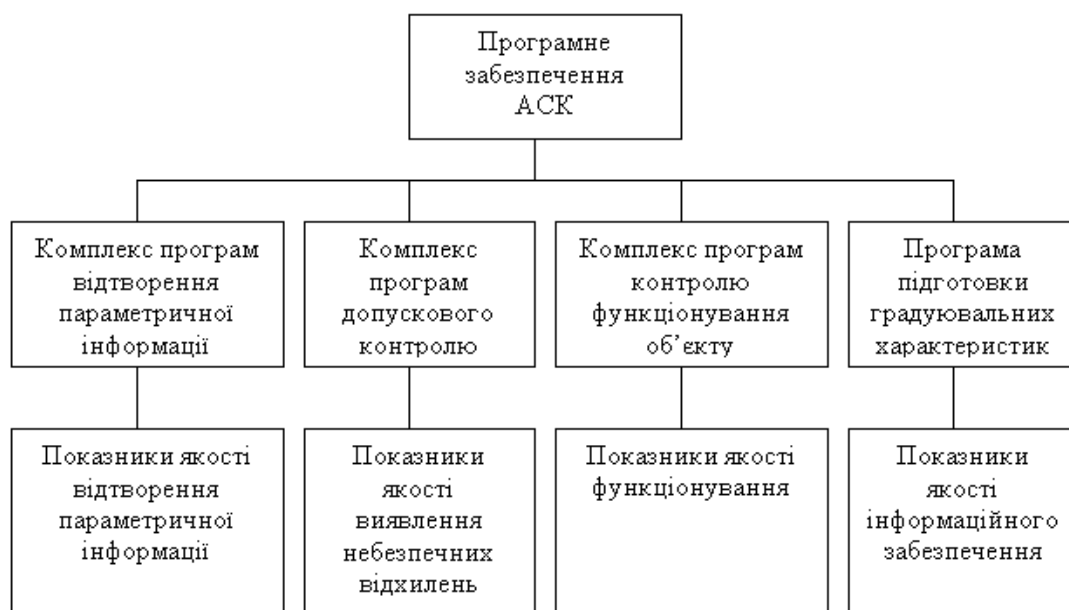 Програмне
забезпечення
АСК
Комплекс програм
відтворення
параметричної
інформації
Комплекс
програм
допускового
контролю
Комплекс програм
контролю
функціонування
об’єкту
Програма
підготовки
градуювальних
характеристик
Показники якості
відтворення
параметричної
інформації
Показники
якості
виявлення
небезпечних
відхилень
Показники якості
функціонування
Показники
якості
інформаційного
забезпечення